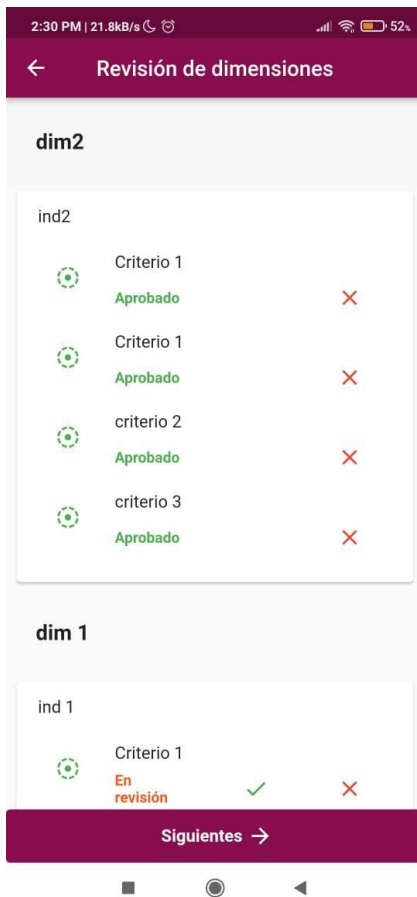 2:30 PM | 21.8kB/s 52%
Revisión de dimensiones
dim2
ind2
Criterio 1
Aprobado
Criterio 1
Aprobado
criterio 2
Aprobado
criterio 3
Aprobado
dim 1
ind 1
Criterio 1
En
revisión
Siguientes